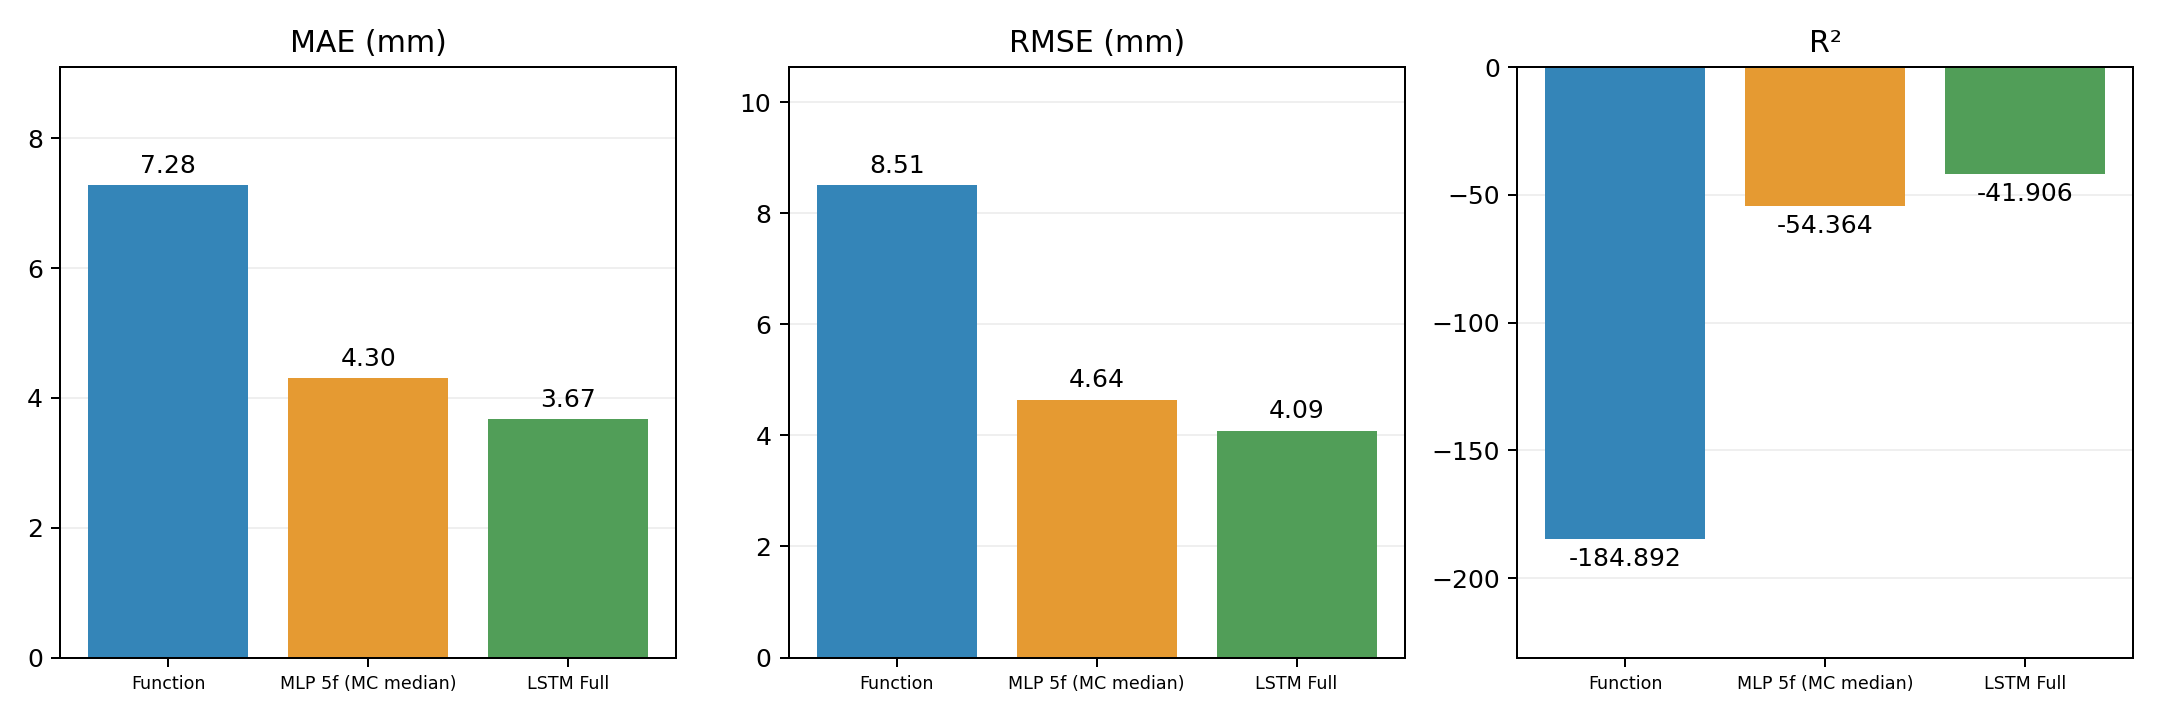 MAE (mm)
8
6
4
2
0
7.28
4.30
3.67
Function
MLP 5f (MC median)
LSTM Full
RMSE (mm)
10
8
6
4
2
0
8.51
4.64
4.09
Function
MLP 5f (MC median)
LSTM Full
R²
0
−50
−100
−150
−200
-184.892
-54.364
-41.906
Function
MLP 5f (MC median)
LSTM Full